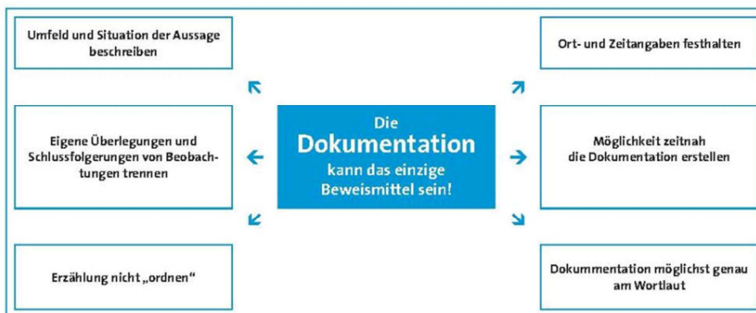 Umfeld und Situation der Aussage
beschreiben
Ort- und Zeitangaben festhalten
Eigene Überlegungen und
Schlussfolgerungen von Beobach-
tungen trennen
Die
Dokumentation
kann das einzige
Beweismittel sein!
Möglichkeit zeitnah
die Dokumentation erstellen
Erzählung nicht „ordnen“
Dokummentation möglichst genau
am Wortlaut